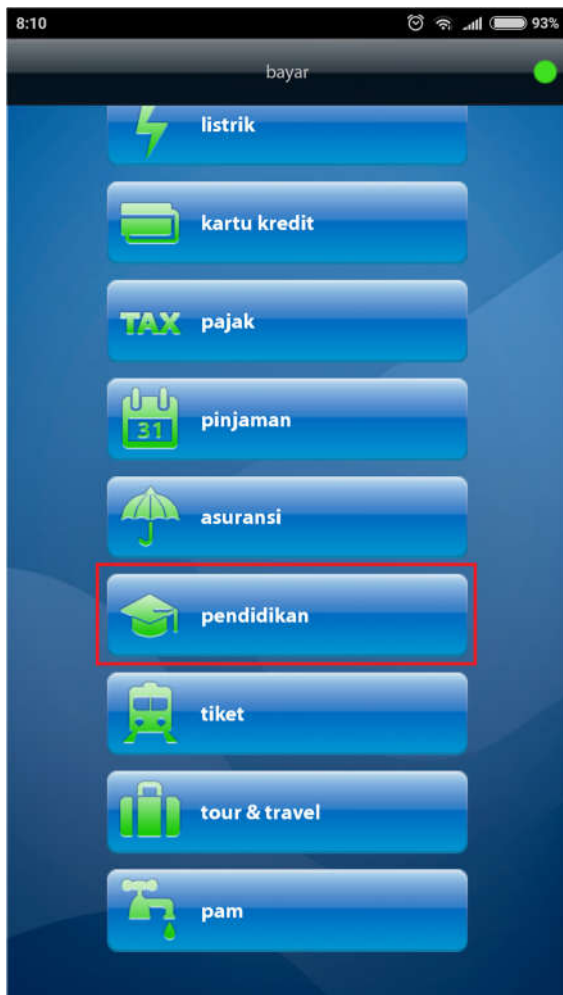 8:10
93%
bayar
listrik
kartu kredit
TAX pajak
31 pinjaman
asuransi
pendidikan
tiket
tour & travel
pam